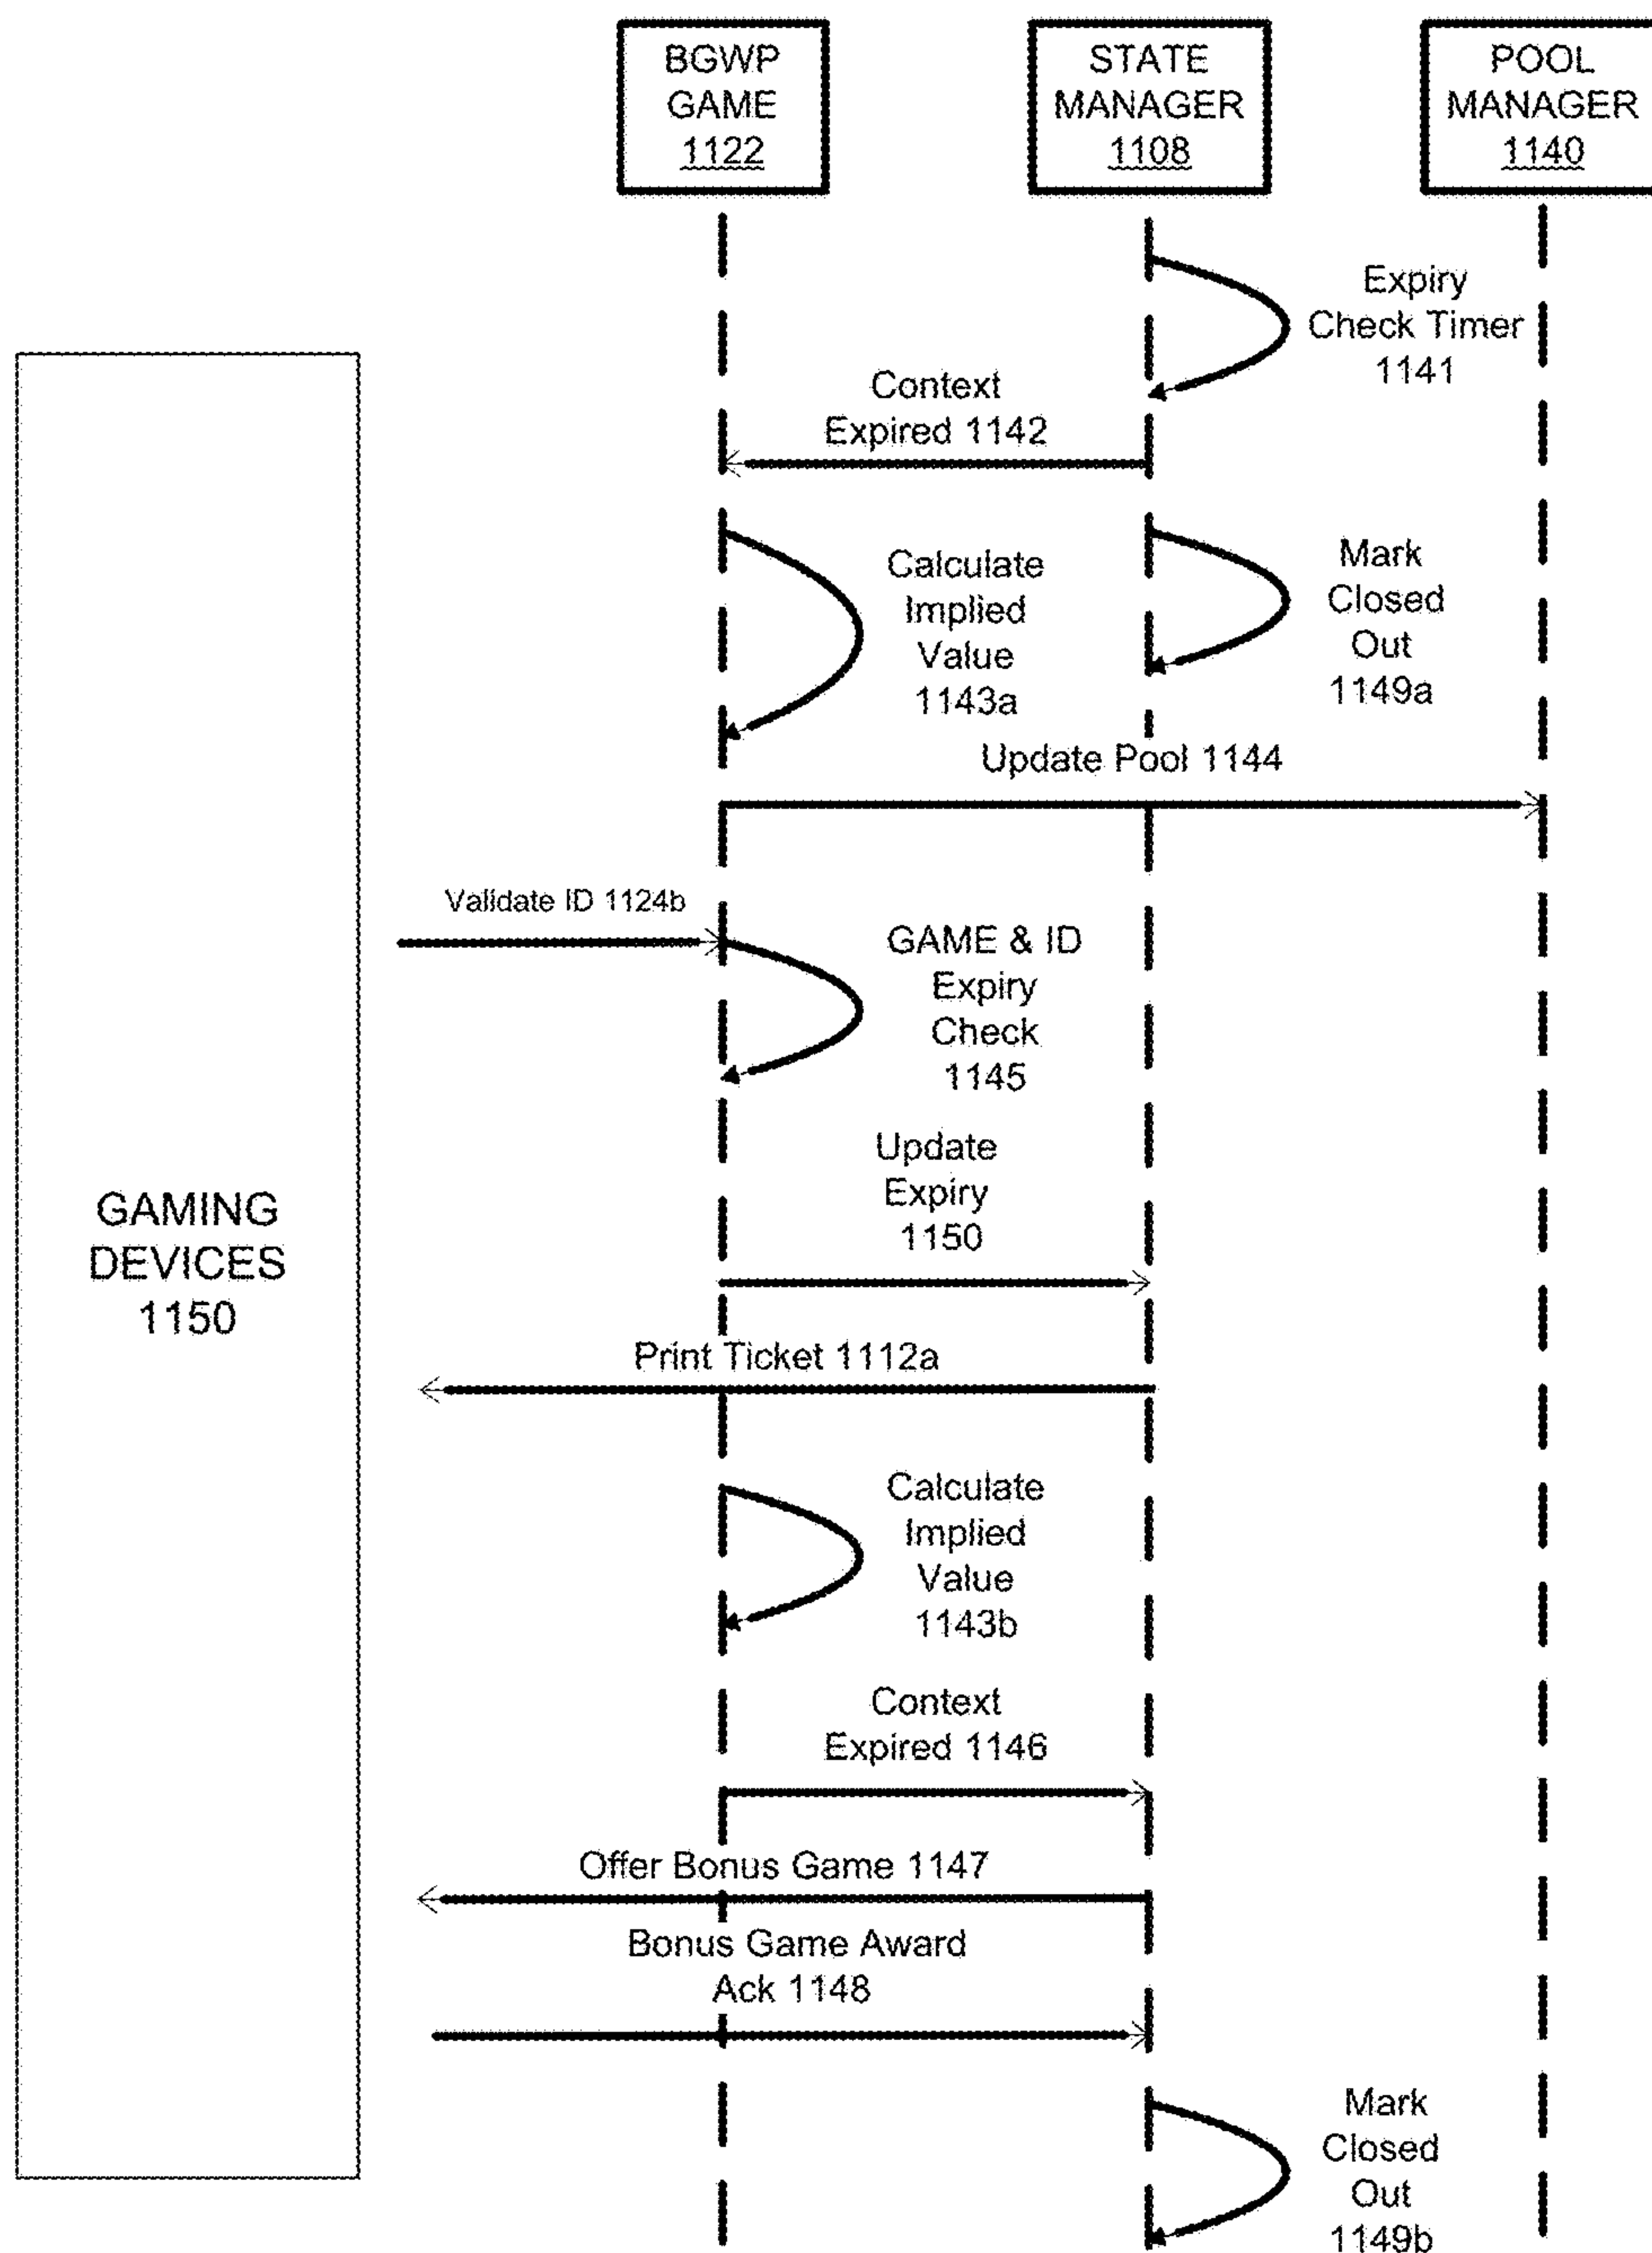 BGWP
GAME
1122
STATE
MANAGER
1108
POOL
MANAGER
1140
Expiry
Check Timer
1141
Context
Expired 1142
Calculate
Implied
Value
1143a
Mark
Closed
Out
1149a
Update Pool 1144
Validate ID 1124b
GAME & ID
Expiry
Check
1145
Update
Expiry
1150
GAMING
DEVICES
1150
Print Ticket 1112a
Calculate
Implied
Value
1143b
Context
Expired 1146
Offer Bonus Game 1147
Bonus Game Award
Ack 1148
Mark
Closed
Out
1149b